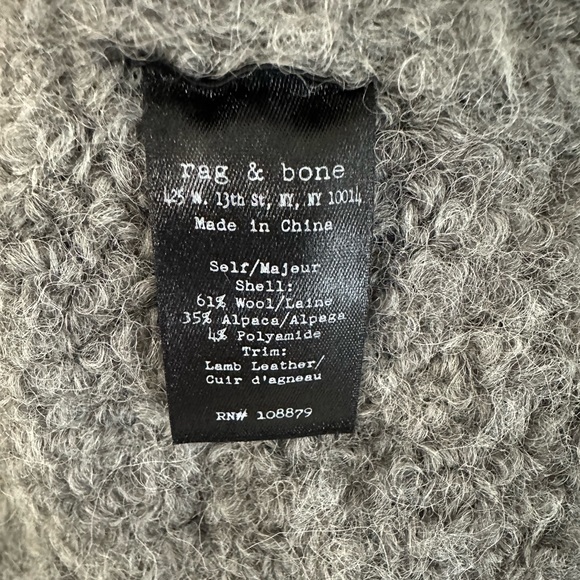 rag & bone
425 W. 13th St, NY, NY 10014
Made in China
Self/Majeur
Shell:
61% Wool/Laine
35% Alpaca/Alpaga
4% Polyamide
Trim:
Lamb Leather/
Cuir d'agneau
RN# 108879